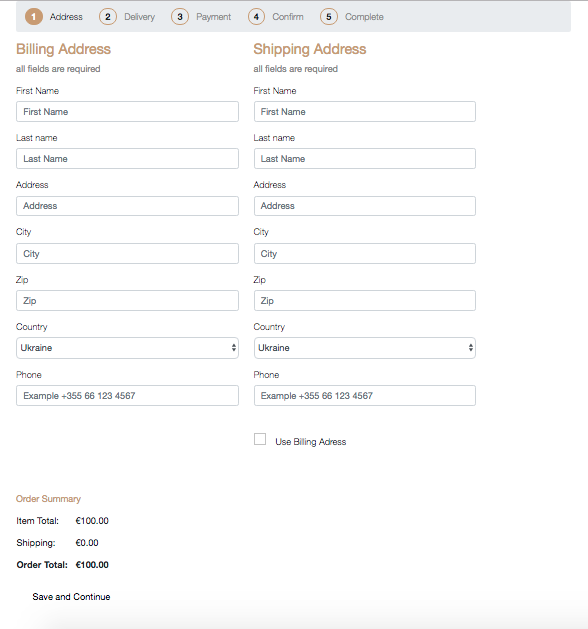 1 Address 2 Delivery 3 Payment 4 Confirm 5 Complete
Billing Address
all fields are required
First Name
First Name
Last name
Last Name
Address
Address
City
City
Zip
Zip
Country
Ukraine
Phone
Example +355 66 123 4567
Shipping Address
all fields are required
First Name
First Name
Last name
Last Name
Address
Address
City
City
Zip
Zip
Country
Ukraine
Phone
Example +355 66 123 4567
Use Billing Adress
Order Summary
Item Total: €100.00
Shipping: €0.00
Order Total: €100.00
Save and Continue